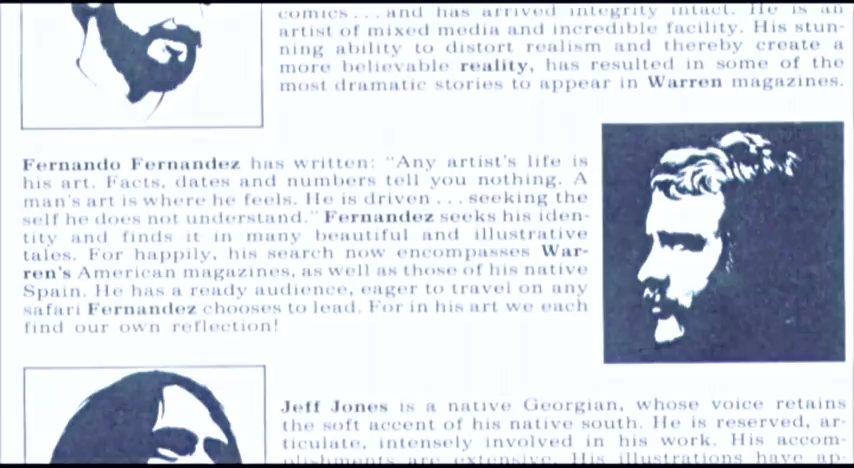 comics... and has arrived integrity intact. He is an
artist of mixed media and incredible facility. His stun-
ning ability to distort realism and thereby create a
more believable reality, has resulted in some of the
most dramatic stories to appear in Warren magazines.
Fernando Fernandez has written: "Any artist's life is
his art. Facts, dates and numbers tell you nothing. A
man's art is where he feels. He is driven... seeking the
self he does not understand." Fernandez seeks his iden-
tity and finds it in many beautiful and illustrative
tales. For happily, his search now encompasses War-
ren's American magazines, as well as those of his native
Spain. He has a ready audience, eager to travel on any
safari Fernandez chooses to lead. For in his art we each
find our own reflection!
Jeff Jones is a native Georgian, whose voice retains
the soft accent of his native south. He is reserved, ar-
ticulate, intensely involved in his work. His accom-
plishments are extensive. His illustrations have ap-